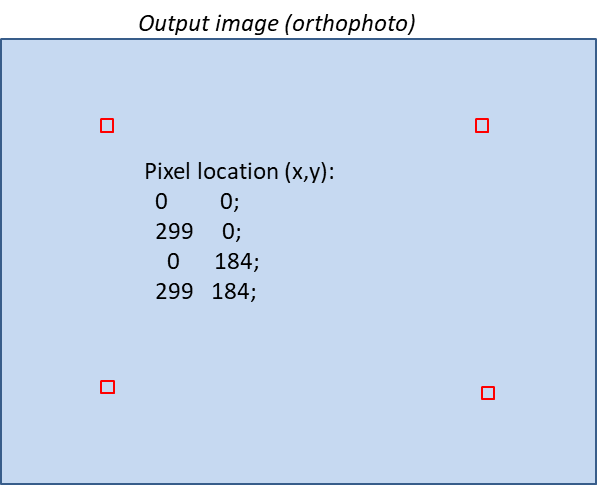 Output image (orthophoto)
Pixel location (x,y):
0 0;
299 0;
0 184;
299 184;